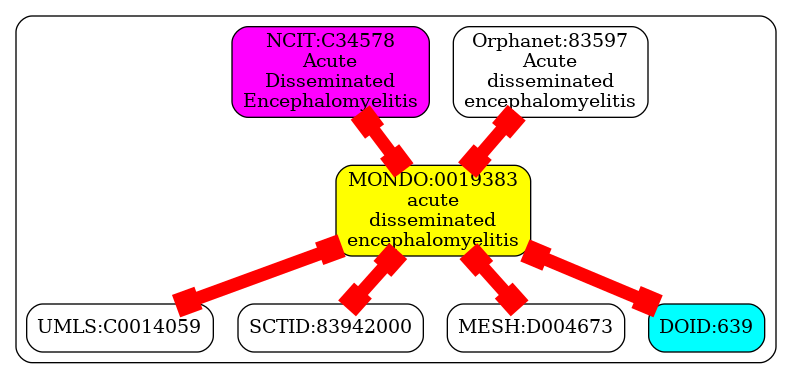 NCIT:C34578
Acute
Disseminated
Encephalomyelitis
Orphanet:83597
Acute
disseminated
encephalomyelitis
MONDO:0019383
acute
disseminated
encephalomyelitis
UMLS:C0014059
SCTID:83942000
MESH:D004673
DOID:639